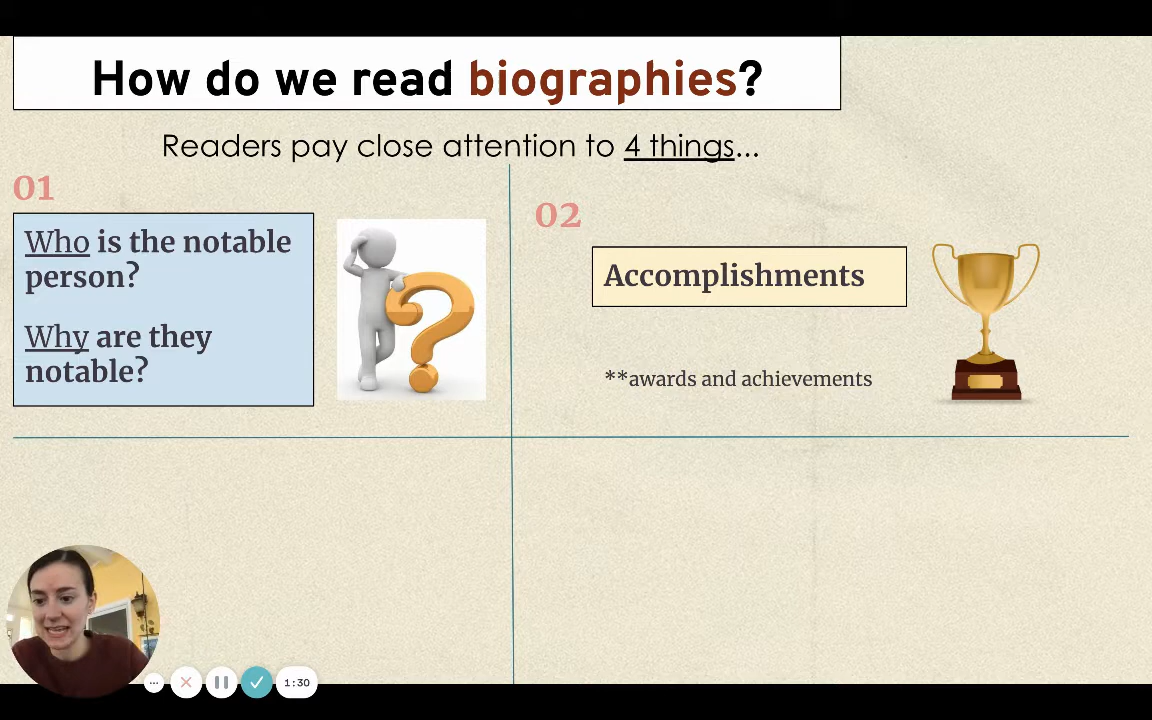 How do we read biographies?
Readers pay close attention to 4 things...
01
Who is the notable
person?
Why are they
notable?
02
Accomplishments
**awards and achievements
1:30